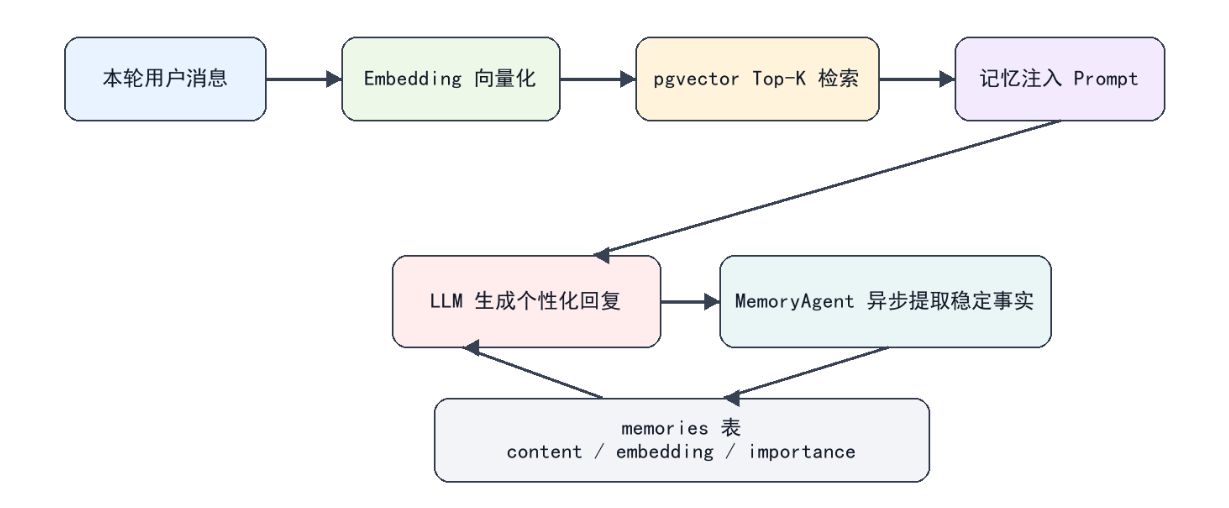 本轮用户消息
Embedding 向量化
pgvector Top-K 检索
记忆注入 Prompt
LLM 生成个性化回复
MemoryAgent 异步提取稳定事实
memories 表
content / embedding / importance